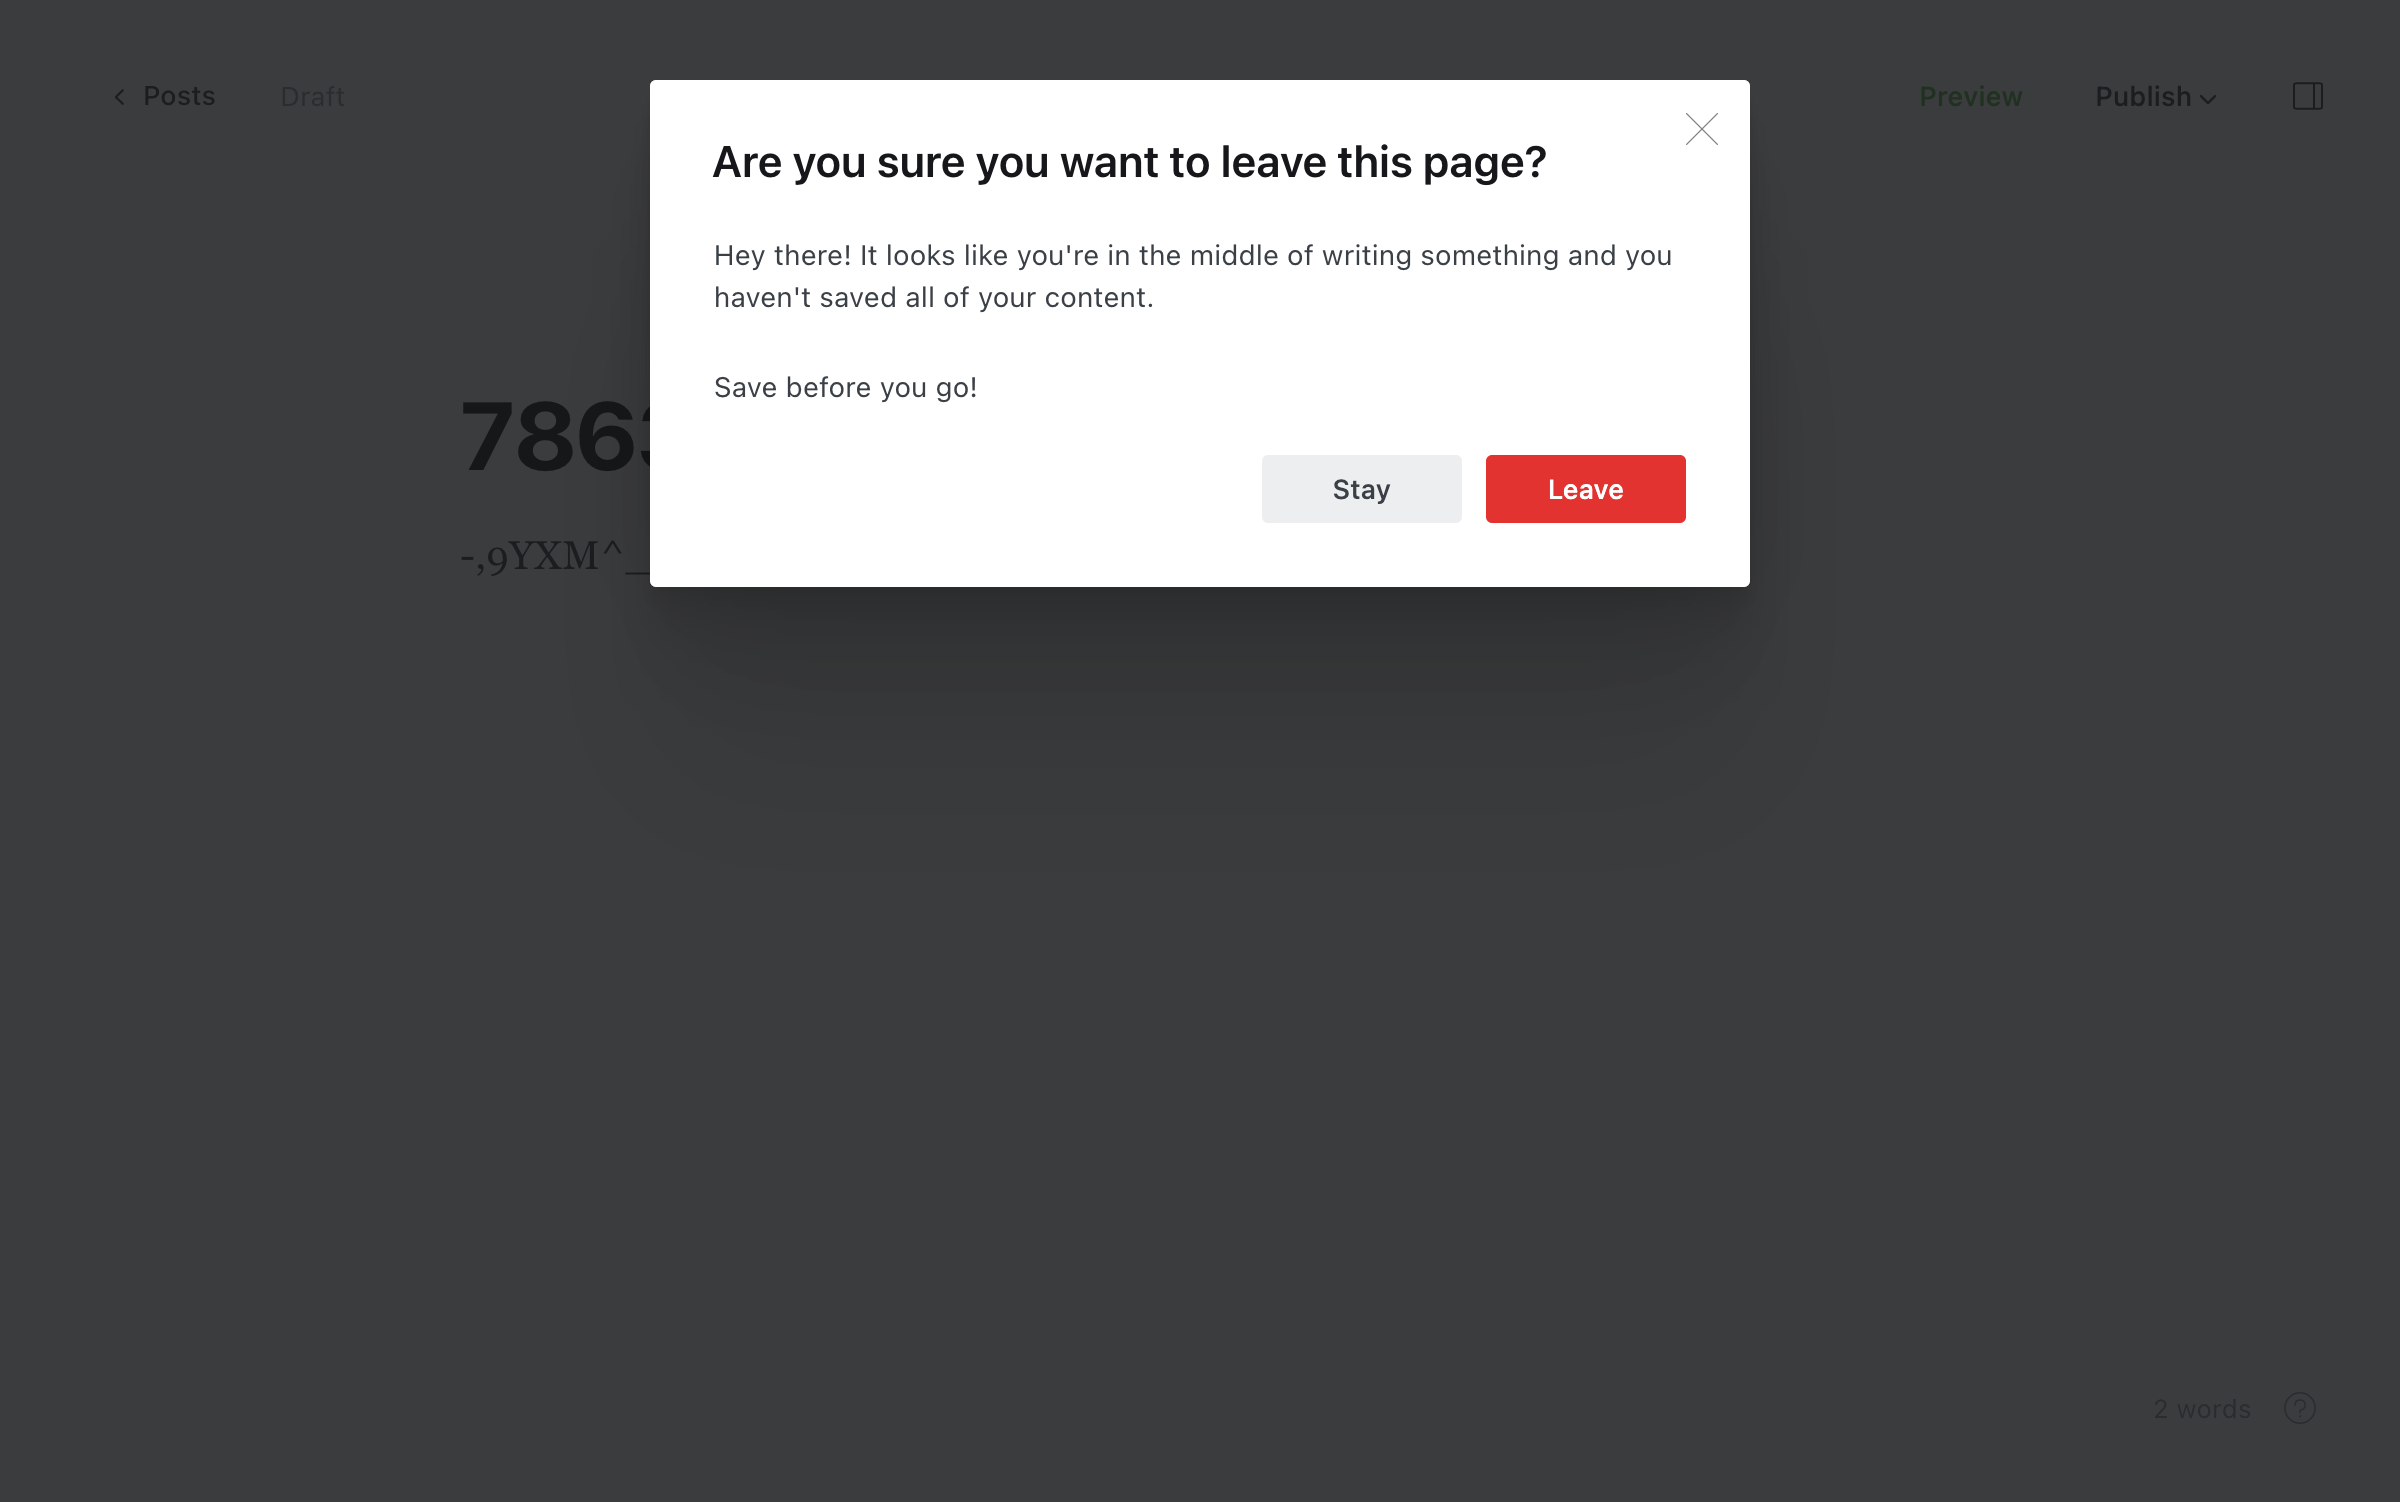 Posts
Draft
Preview
Publish
Are you sure you want to leave this page?
Hey there! It looks like you're in the middle of writing something and you
haven't saved all of your content.
Save before you go!
Stay
Leave
786
-,9YXM^_
2 words
?